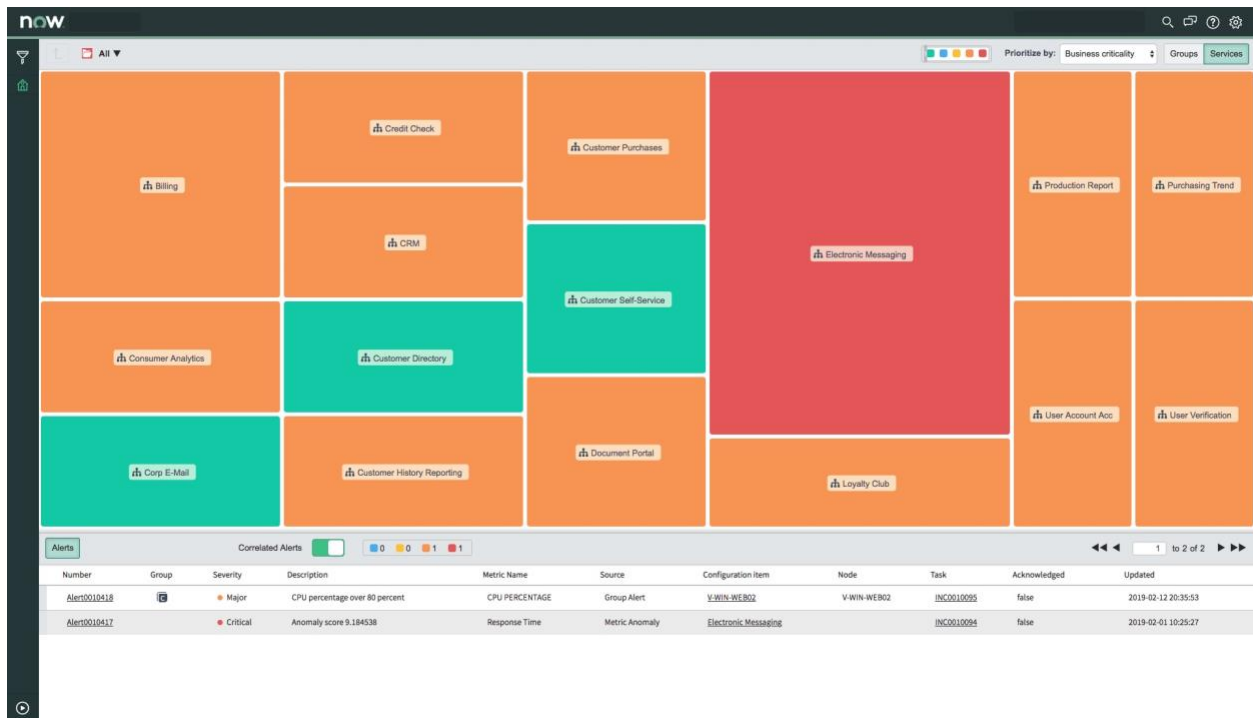 now
All ▼
Prioritize by: Business criticality Groups Services
Billing
Credit Check
Customer Purchases
Electronic Messaging
Production Report
Purchasing Trend
CRM
Customer Self-Service
Consumer Analytics
Customer Directory
User Account Acc
User Verification
Corp E-Mail
Customer History Reporting
Document Portal
Loyalty Club
Alerts Correlated Alerts 0 0 1 1 1 to 2 of 2
Number Group Severity Description Metric Name Source Configuration item Node Task Acknowledged Updated
Alert0010418 Major CPU percentage over 80 percent CPU PERCENTAGE Group Alert V-WIN-WEB02 V-WIN-WEB02 INC0010095 false 2019-02-12 20:35:53
Alert0010417 Critical Anomaly score 9.184538 Response Time Metric Anomaly Electronic Messaging INC0010094 false 2019-02-01 10:25:27